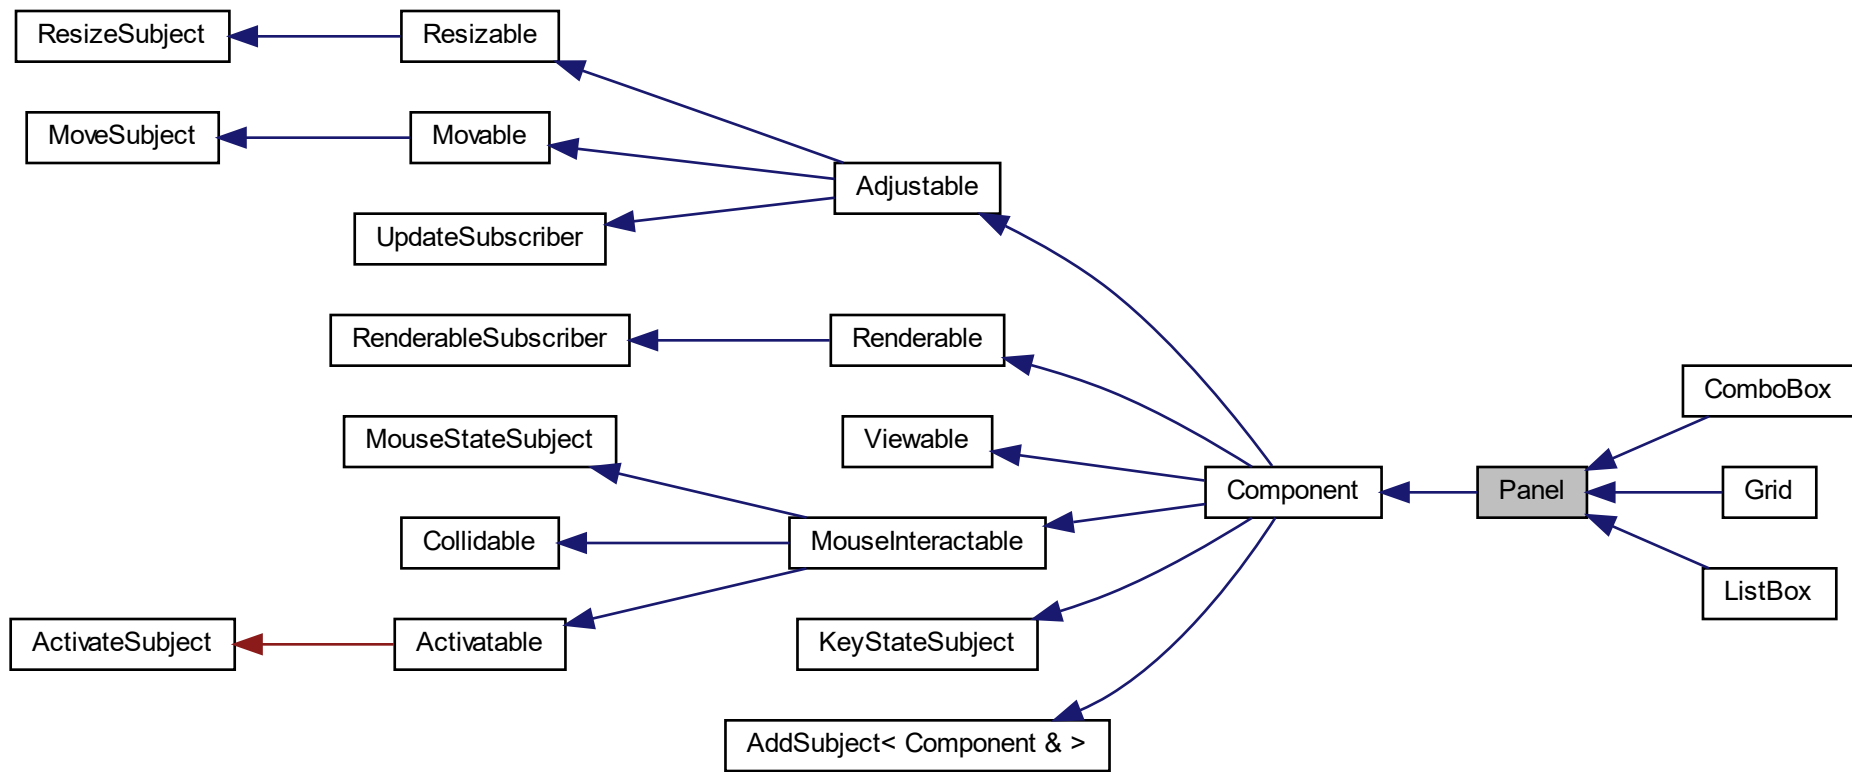 ResizeSubject
Resizable
MoveSubject
Movable
Adjustable
UpdateSubscriber
RenderableSubscriber
Renderable
ComboBox
MouseStateSubject
Viewable
Component
Panel
Grid
Collidable
MouseInteractable
ListBox
ActivateSubject
Activatable
KeyStateSubject
AddSubject< Component & >